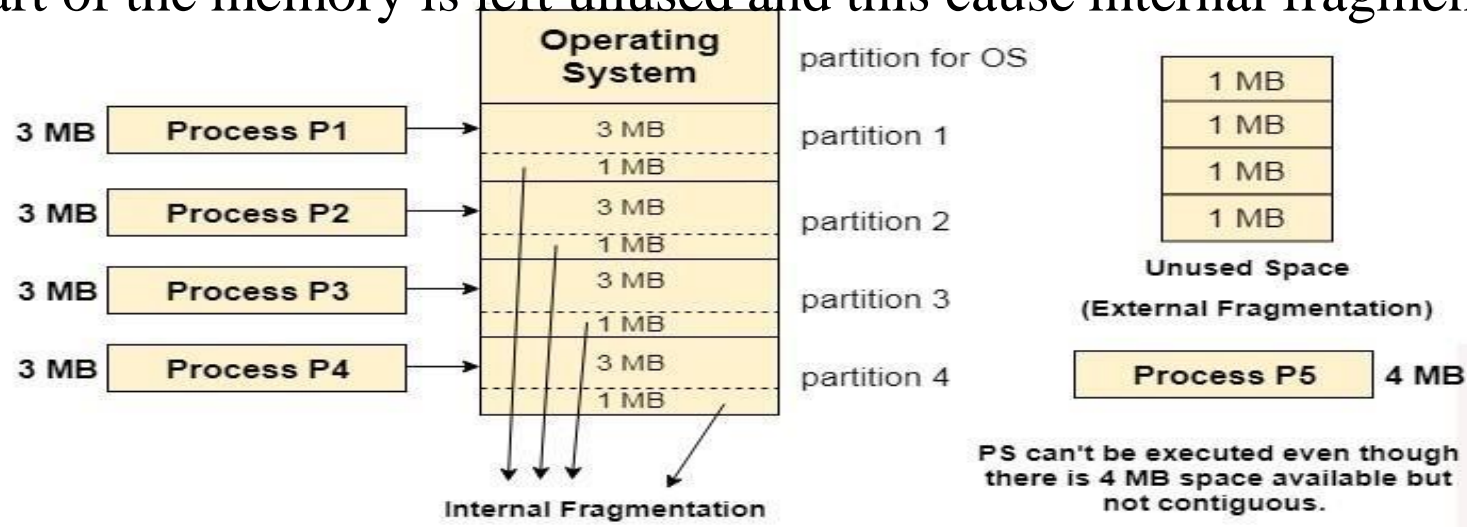 art of the memory is left unused and this cause internal fragmen
Operating
System
partition for OS
3 MB
Process P1
3 MB
1 MB
partition 1
3 MB
Process P2
3 MB
1 MB
partition 2
3 MB
Process P3
3 MB
1 MB
partition 3
3 MB
Process P4
3 MB
1 MB
partition 4
Internal Fragmentation
1 MB
1 MB
1 MB
1 MB
Unused Space
(External Fragmentation)
Process P5
4 MB
PS can't be executed even though
there is 4 MB space available but
not contiguous.